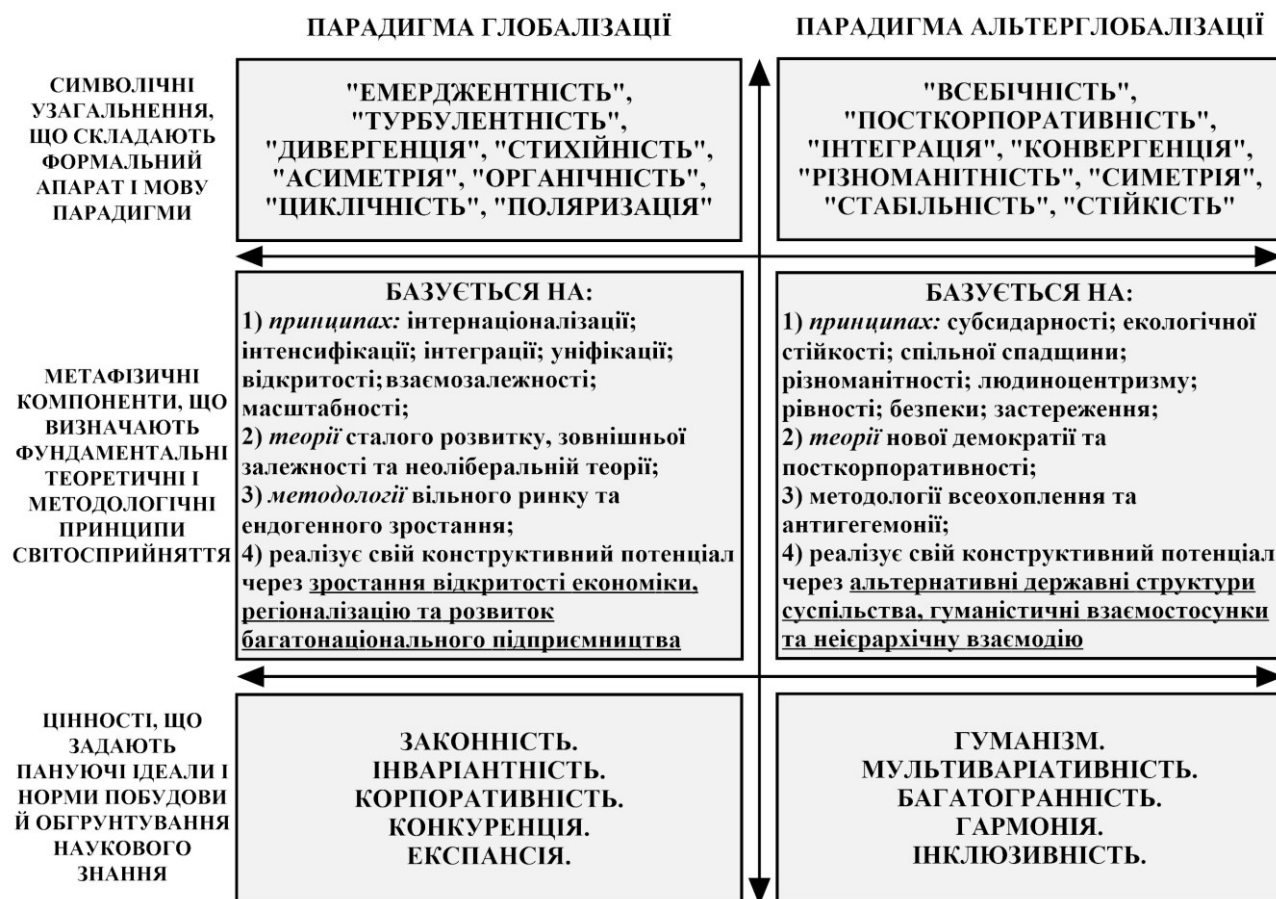 ПАРАДИГМА ГЛОБАЛІЗАЦІЇ
ПАРАДИГМА АЛЬТЕРГЛОБАЛІЗАЦІЇ
СИМВОЛІЧНІ
УЗАГАЛЬНЕННЯ,
ЩО СКЛАДАЮТЬ
ФОРМАЛЬНИЙ
АПАРАТ І МОВУ
ПАРАДИГМИ
"ЕМЕРДЖЕНТНІСТЬ",
"ТУРБУЛЕНТНІСТЬ",
"ДИВЕРГЕНЦІЯ", "СТИХІЙНІСТЬ",
"АСИМЕТРІЯ", "ОРГАНІЧНІСТЬ",
"ЦИКЛІЧНІСТЬ", "ПОЛЯРИЗАЦІЯ"
"ВСЕБІЧНІСТЬ",
"ПОСТКОРПОРАТИВНІСТЬ",
"ІНТЕГРАЦІЯ", "КОНВЕРГЕНЦІЯ",
"РІЗНОМАНІТНІСТЬ", "СИМЕТРІЯ",
"СТАБІЛЬНІСТЬ", "СТІЙКІСТЬ"
МЕТАФІЗИЧНІ
КОМПОНЕНТИ, ЩО
ВИЗНАЧАЮТЬ
ФУНДАМЕНТАЛЬНІ
ТЕОРЕТИЧНІ І
МЕТОДОЛОГІЧНІ
ПРИНЦИПИ
СВІТОСПРИЙНЯТТЯ
БАЗУЄТЬСЯ НА:
1) принципах: інтернаціоналізації;
інтенсифікації; інтеграції; уніфікації;
відкритості; взаємозалежності;
масштабності;
2) теорії сталого розвитку, зовнішньої
залежності та неоліберальній теорії;
3) методології вільного ринку та
ендогенного зростання;
4) реалізує свій конструктивний потенціал
через зростання відкритості економіки,
регіоналізацію та розвиток
багатонаціонального підприємництва
БАЗУЄТЬСЯ НА:
1) принципах: субсидарності; екологічної
стійкості; спільної спадщини;
різноманітності; людиноцентризму;
рівності; безпеки; застереження;
2) теорії нової демократії та
посткорпоративності;
3) методології всеохоплення та
антигегемонії;
4) реалізує свій конструктивний потенціал
через альтернативні державні структури
суспільства, гуманістичні взаємостосунки
та неієрархічну взаємодію
ЦІННОСТІ, ЩО
ЗАДАЮТЬ
ПАНУЮЧІ ІДЕАЛИ І
НОРМИ ПОБУДОВИ
Й ОБГРУНТУВАННЯ
НАУКОВОГО
ЗНАННЯ
ЗАКОННІСТЬ.
ІНВАРІАНТНІСТЬ.
КОРПОРАТИВНІСТЬ.
КОНКУРЕНЦІЯ.
ЕКСПАНСІЯ.
ГУМАНІЗМ.
МУЛЬТИВАРІАТИВНІСТЬ.
БАГАТОГРАННІСТЬ.
ГАРМОНІЯ.
ІНКЛЮЗИВНІСТЬ.